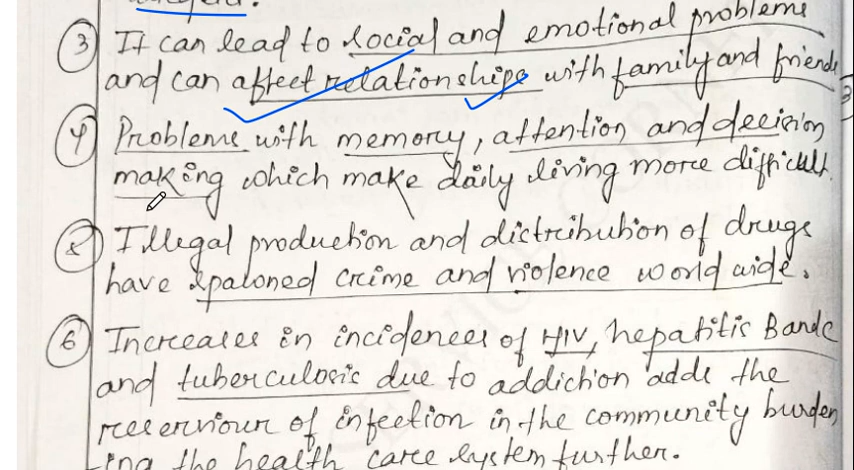 ③ It can lead to social and emotional problems
and can affect relationships with family and friends
④ Problems with memory, attention and decision
making which make daily living more difficult.
⑤ Illegal production and distribution of drugs
have spawned crime and violence world wide.
⑥ Increases in incidences of HIV, hepatitis B and C
and tuberculosis due to addiction adds the
reserviour of infection in the community burden
-ing the health care system further.